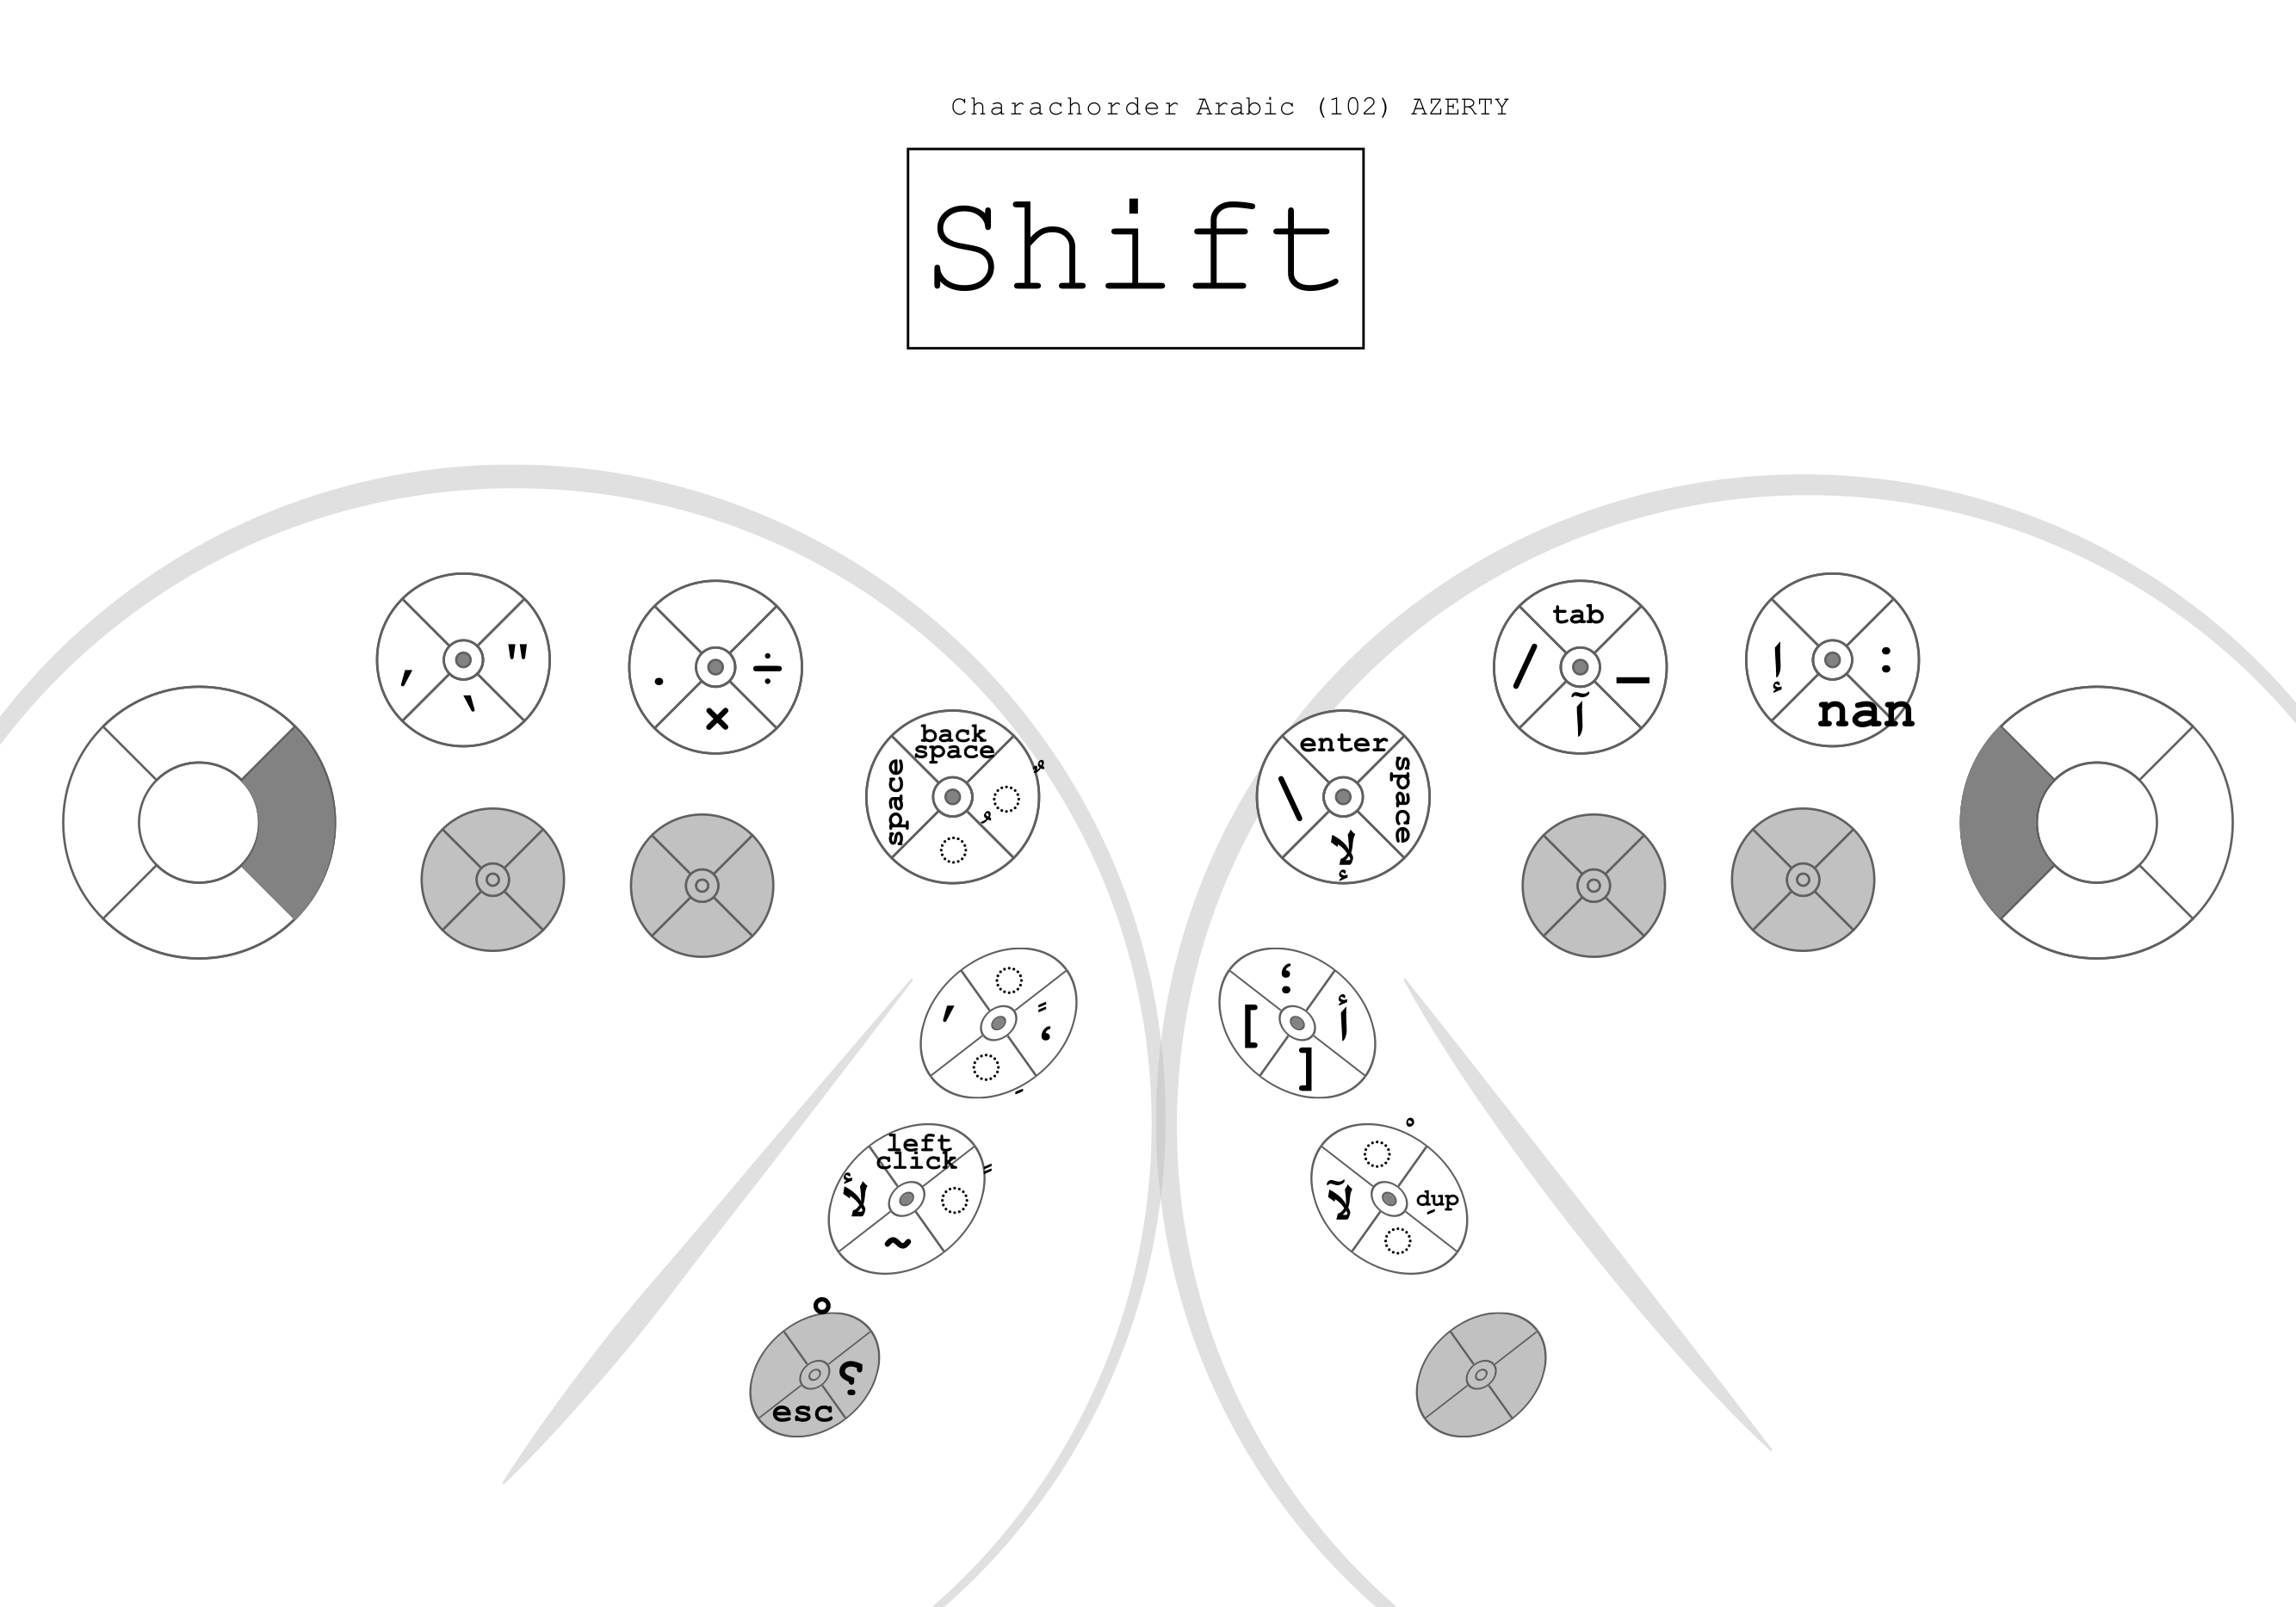 Charachorder Arabic (102) AZERTY
Shift
, " `
. ÷ ×
back
space
space
◌ُ
◌ٌ
enter
\
space
لإ
tab
/
_
آ
إ
:
nan
'
◌
◌ً
‘
◌
؛
[
أ
]
left
click
لأ
◌ً
~
◌ْ
لآ
dup
◌ِ
°
؟
esc